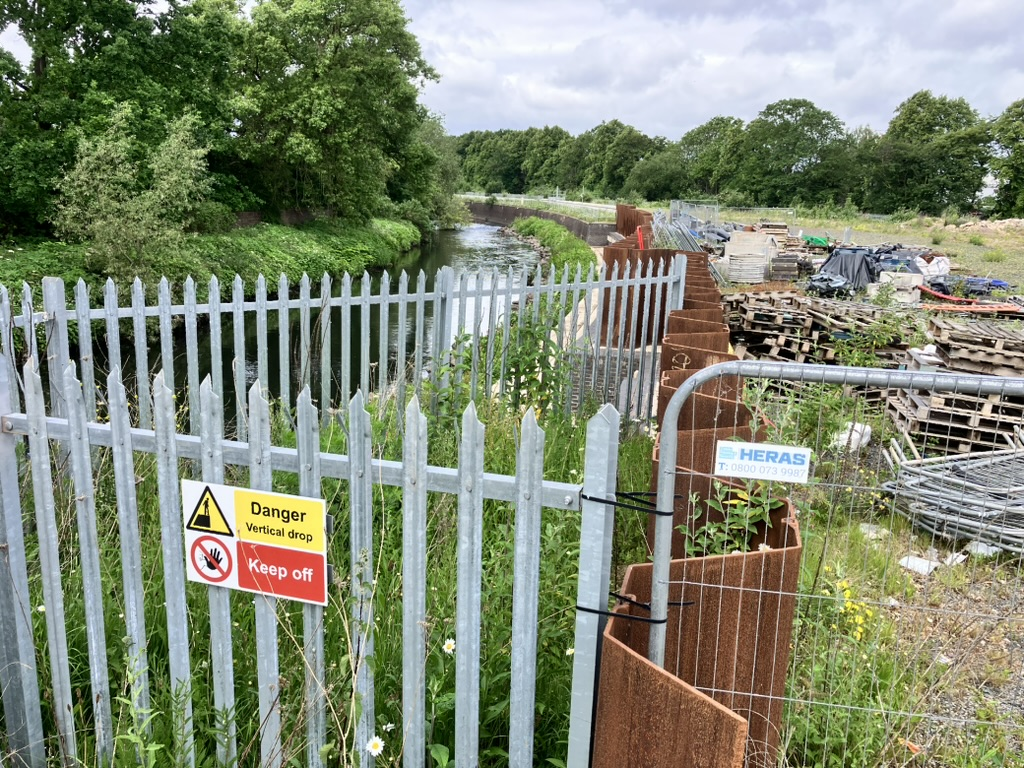 HERAS
T: 0800 073 9987
Danger
Vertical drop
Keep off